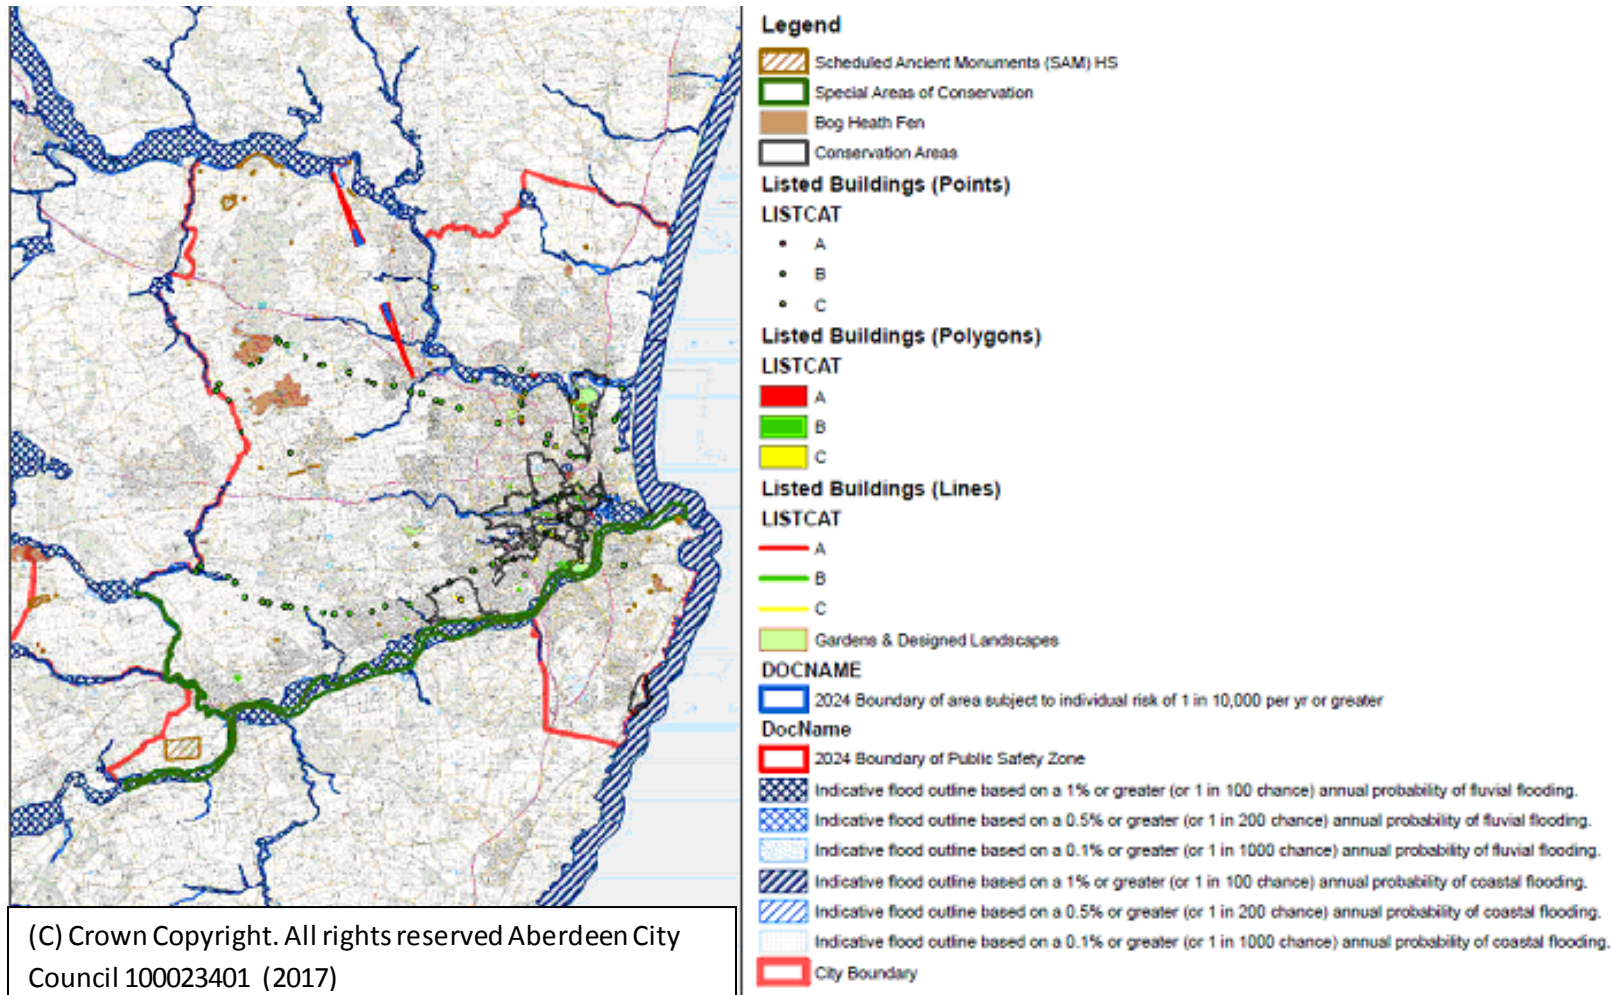 Legend
Scheduled Ancient Monuments (SAM) HS
Special Areas of Conservation
Bog Heath Fen
Conservation Areas
Listed Buildings (Points)
LISTCAT
A
B
C
Listed Buildings (Polygons)
LISTCAT
A
B
C
Listed Buildings (Lines)
LISTCAT
A
B
C
Gardens & Designed Landscapes
DOCNAME
2024 Boundary of area subject to individual risk of 1 in 10,000 per yr or greater
DocName
2024 Boundary of Public Safety Zone
Indicative flood outline based on a 1% or greater (or 1 in 100 chance) annual probability of fluvial flooding.
Indicative flood outline based on a 0.5% or greater (or 1 in 200 chance) annual probability of fluvial flooding.
Indicative flood outline based on a 0.1% or greater (or 1 in 1000 chance) annual probability of fluvial flooding.
Indicative flood outline based on a 1% or greater (or 1 in 100 chance) annual probability of coastal flooding.
Indicative flood outline based on a 0.5% or greater (or 1 in 200 chance) annual probability of coastal flooding.
Indicative flood outline based on a 0.1% or greater (or 1 in 1000 chance) annual probability of coastal flooding.
City Boundary
(C) Crown Copyright. All rights reserved Aberdeen City
Council 100023401 (2017)